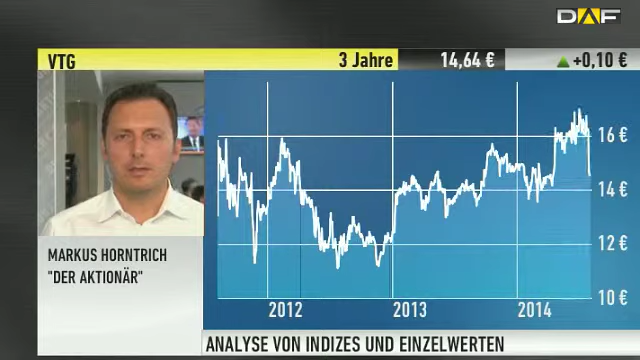 DAF
VTG 3 Jahre 14,64 € +0,10 €
16 €
14 €
12 €
10 €
2012 2013 2014
MARKUS HORNTRICH
"DER AKTIONÄR"
ANALYSE VON INDIZES UND EINZELWERTEN